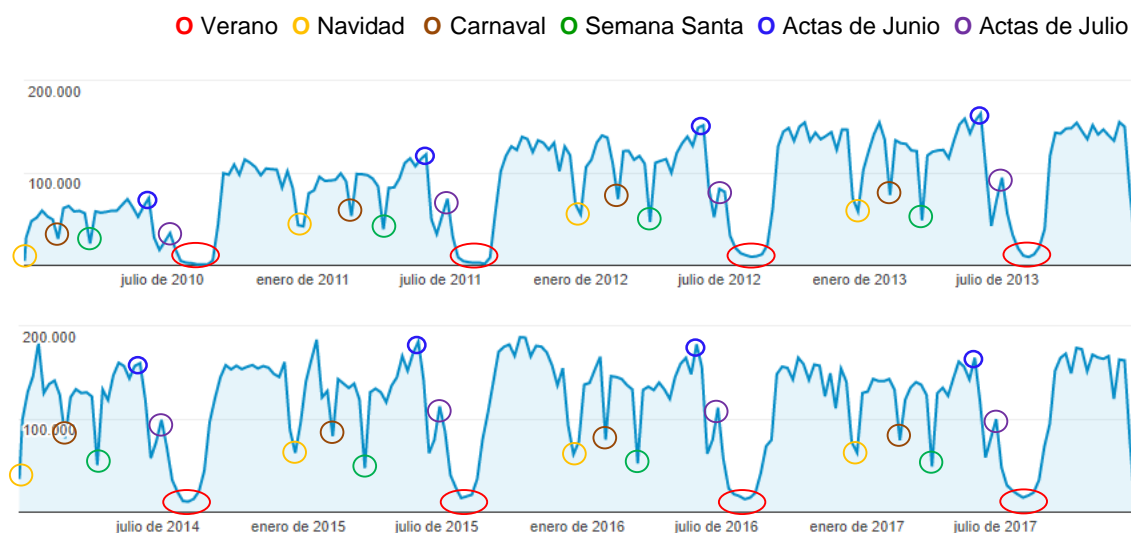 O Verano O Navidad O Carnaval O Semana Santa O Actas de Junio O Actas de Julio
200.000
100.000
julio de 2010 enero de 2011 julio de 2011 enero de 2012 julio de 2012 enero de 2013 julio de 2013
200.000
100.000
julio de 2014 enero de 2015 julio de 2015 enero de 2016 julio de 2016 enero de 2017 julio de 2017